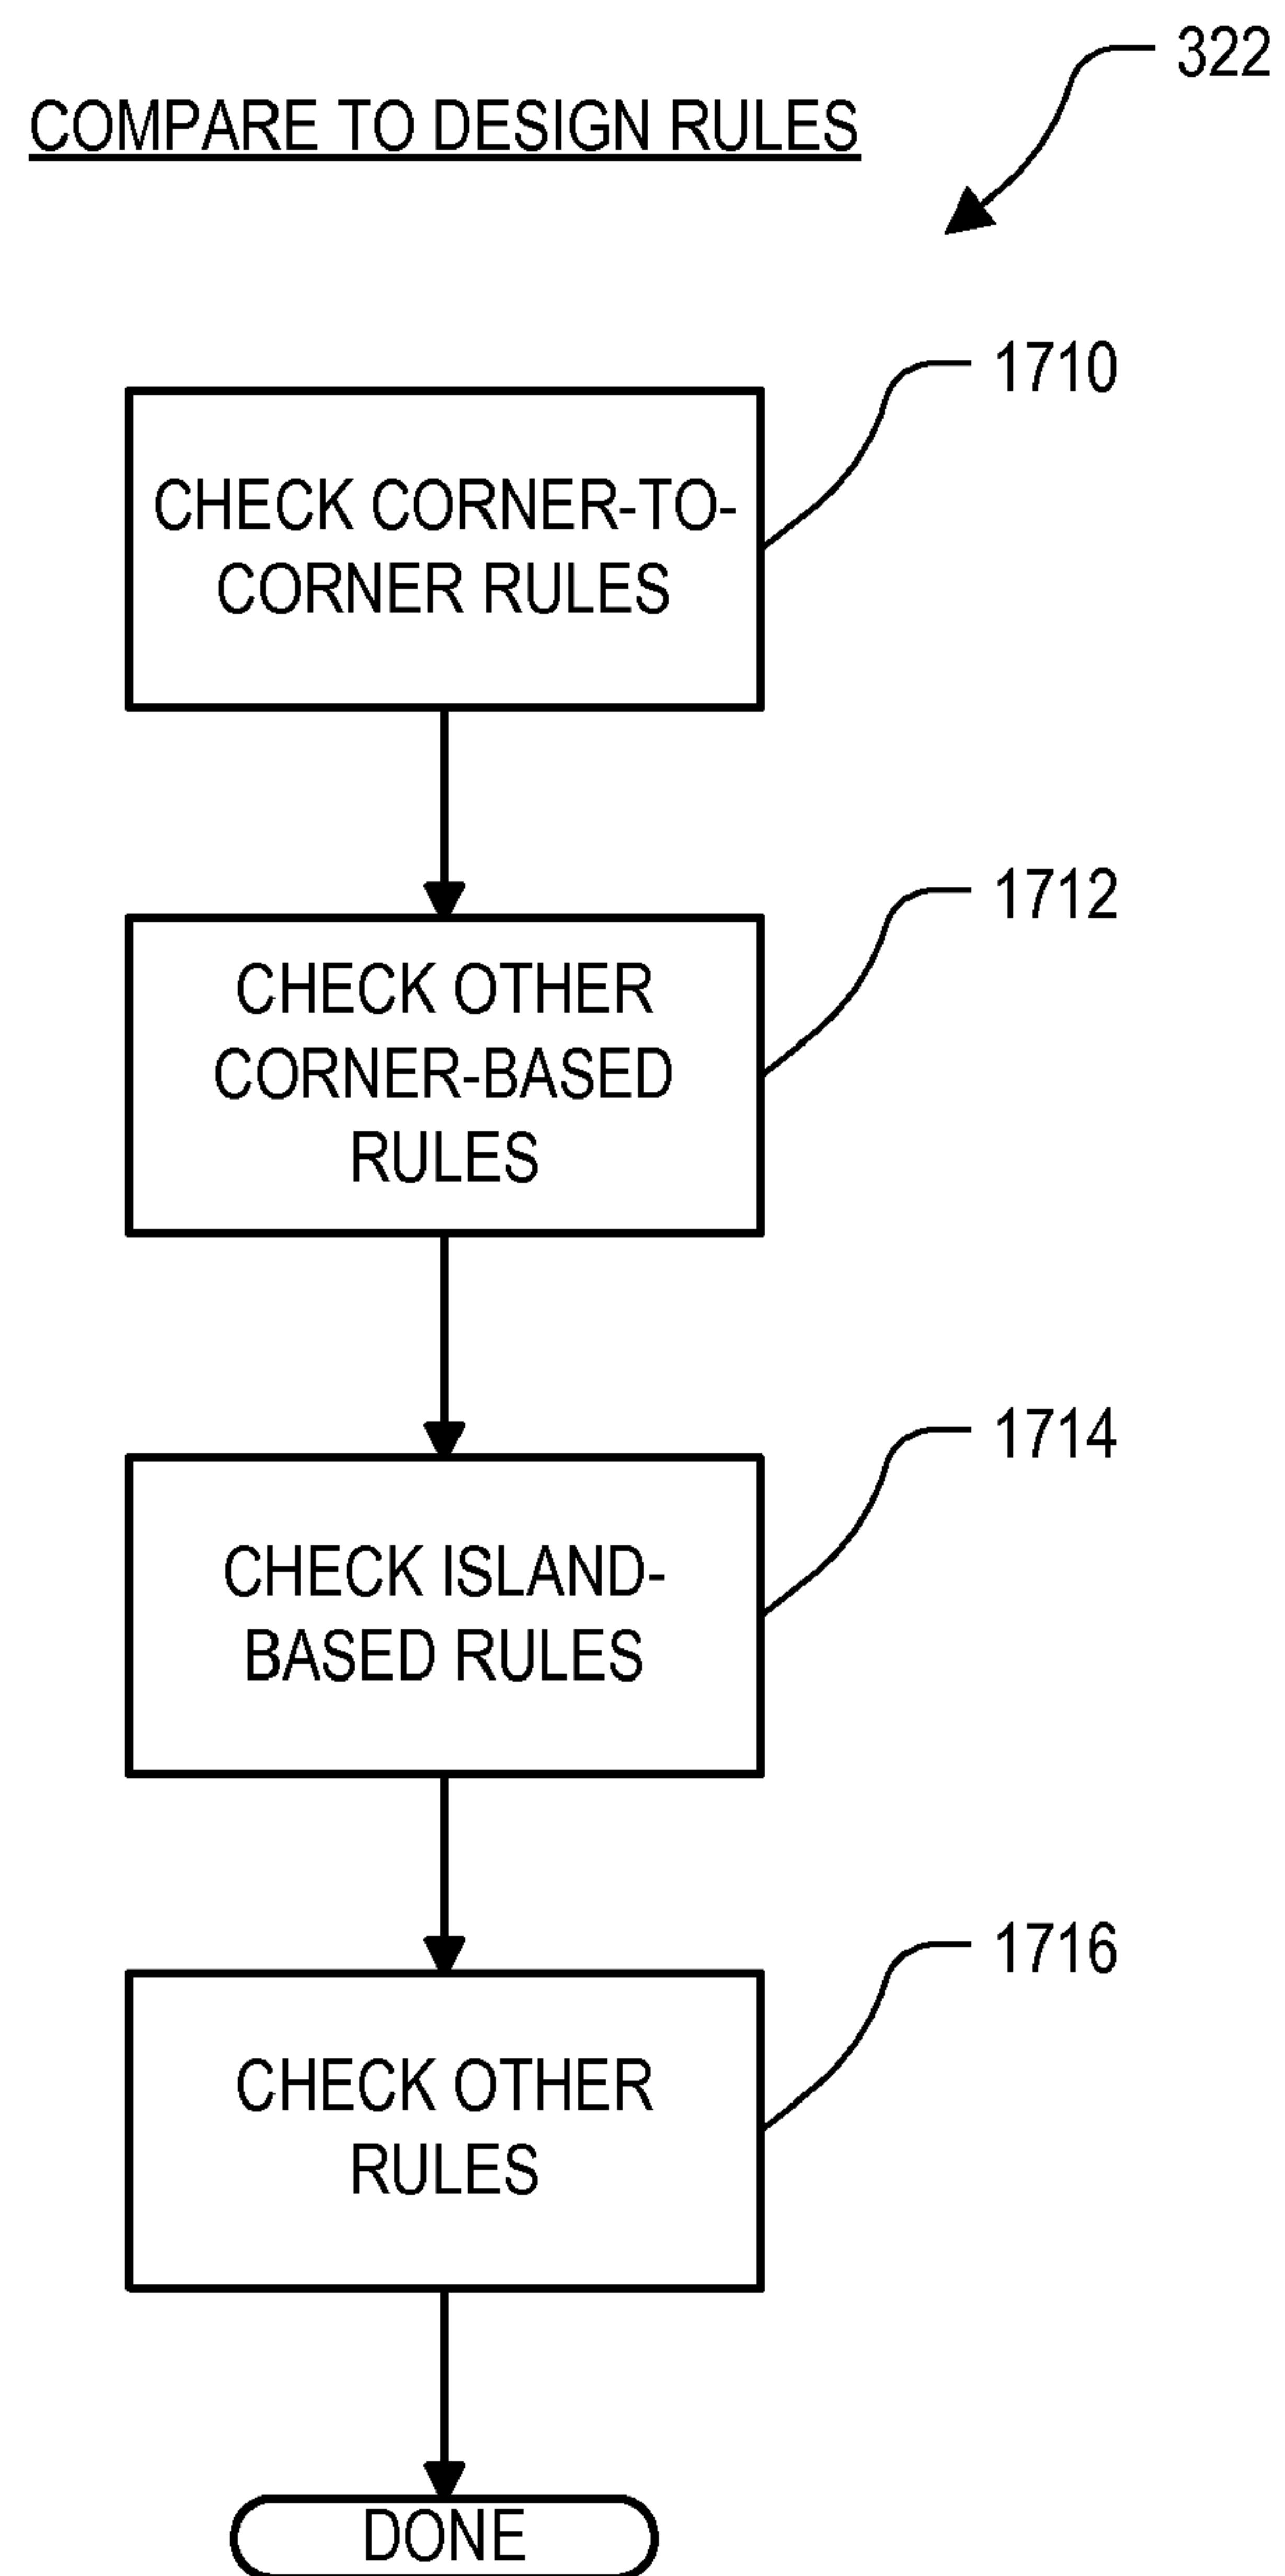 322
COMPARE TO DESIGN RULES
1710
CHECK CORNER-TO-
CORNER RULES
1712
CHECK OTHER
CORNER-BASED
RULES
1714
CHECK ISLAND-
BASED RULES
1716
CHECK OTHER
RULES
DONE